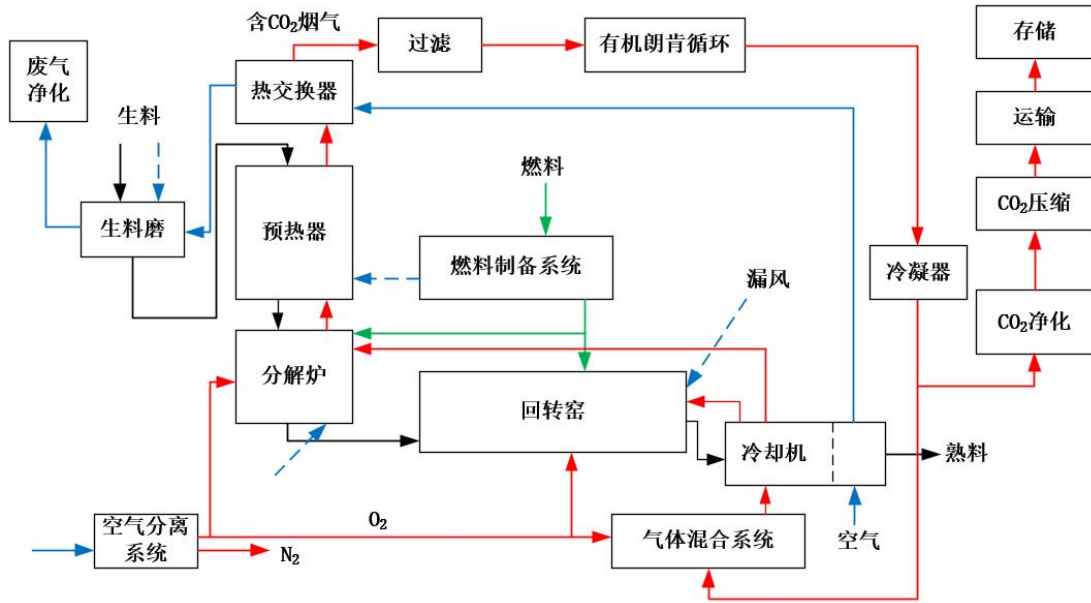 含CO₂烟气
过滤
有机朗肯循环
存储
废气
净化
热交换器
生料
运输
燃料
CO₂压缩
生料磨
预热器
燃料制备系统
冷凝器
漏风
CO₂净化
分解炉
回转窑
冷却机
熟料
空气分离
系统
O₂
N₂
气体混合系统
空气